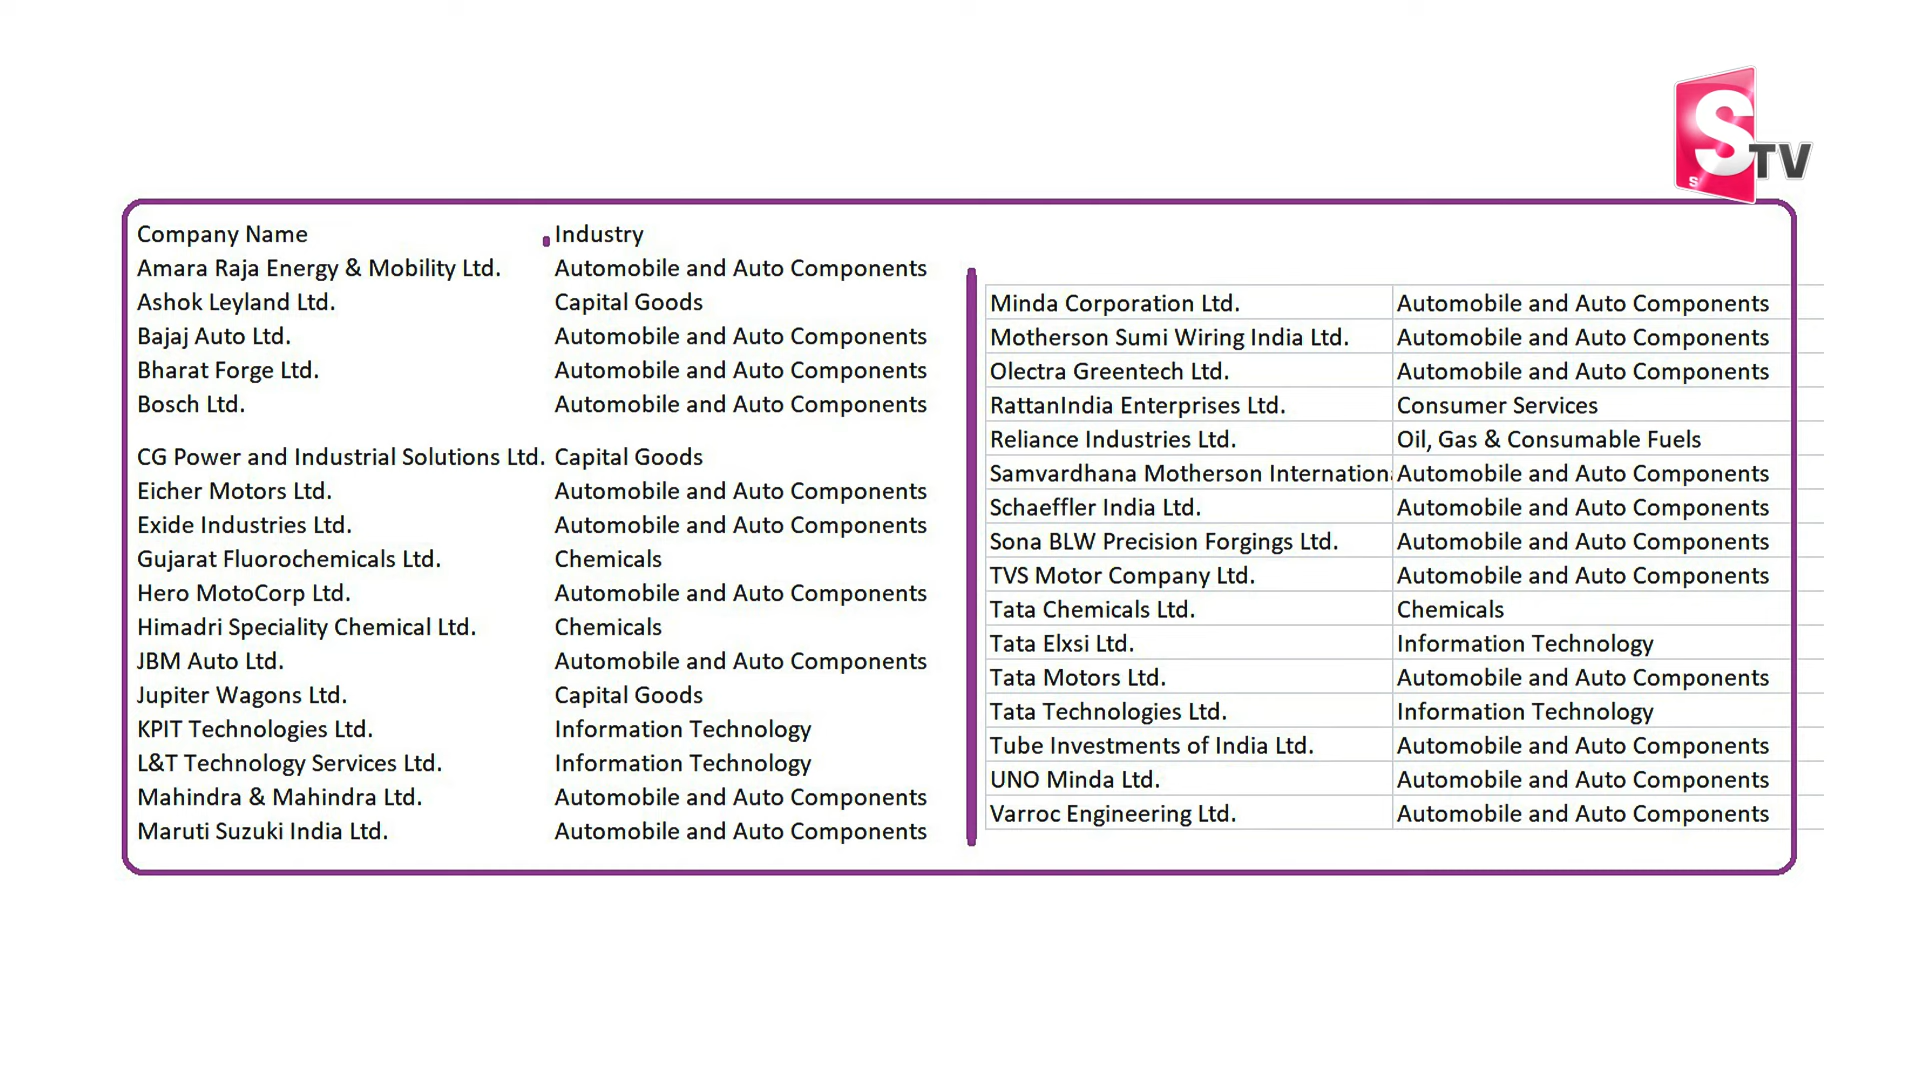 S TV
S
Company Name Industry
Amara Raja Energy & Mobility Ltd. Automobile and Auto Components
Ashok Leyland Ltd. Capital Goods
Bajaj Auto Ltd. Automobile and Auto Components
Bharat Forge Ltd. Automobile and Auto Components
Bosch Ltd. Automobile and Auto Components
CG Power and Industrial Solutions Ltd. Capital Goods
Eicher Motors Ltd. Automobile and Auto Components
Exide Industries Ltd. Automobile and Auto Components
Gujarat Fluorochemicals Ltd. Chemicals
Hero MotoCorp Ltd. Automobile and Auto Components
Himadri Speciality Chemical Ltd. Chemicals
JBM Auto Ltd. Automobile and Auto Components
Jupiter Wagons Ltd. Capital Goods
KPIT Technologies Ltd. Information Technology
L&T Technology Services Ltd. Information Technology
Mahindra & Mahindra Ltd. Automobile and Auto Components
Maruti Suzuki India Ltd. Automobile and Auto Components
Minda Corporation Ltd. Automobile and Auto Components
Motherson Sumi Wiring India Ltd. Automobile and Auto Components
Olectra Greentech Ltd. Automobile and Auto Components
RattanIndia Enterprises Ltd. Consumer Services
Reliance Industries Ltd. Oil, Gas & Consumable Fuels
Samvardhana Motherson Internationa Automobile and Auto Components
Schaeffler India Ltd. Automobile and Auto Components
Sona BLW Precision Forgings Ltd. Automobile and Auto Components
TVS Motor Company Ltd. Automobile and Auto Components
Tata Chemicals Ltd. Chemicals
Tata Elxsi Ltd. Information Technology
Tata Motors Ltd. Automobile and Auto Components
Tata Technologies Ltd. Information Technology
Tube Investments of India Ltd. Automobile and Auto Components
UNO Minda Ltd. Automobile and Auto Components
Varroc Engineering Ltd. Automobile and Auto Components